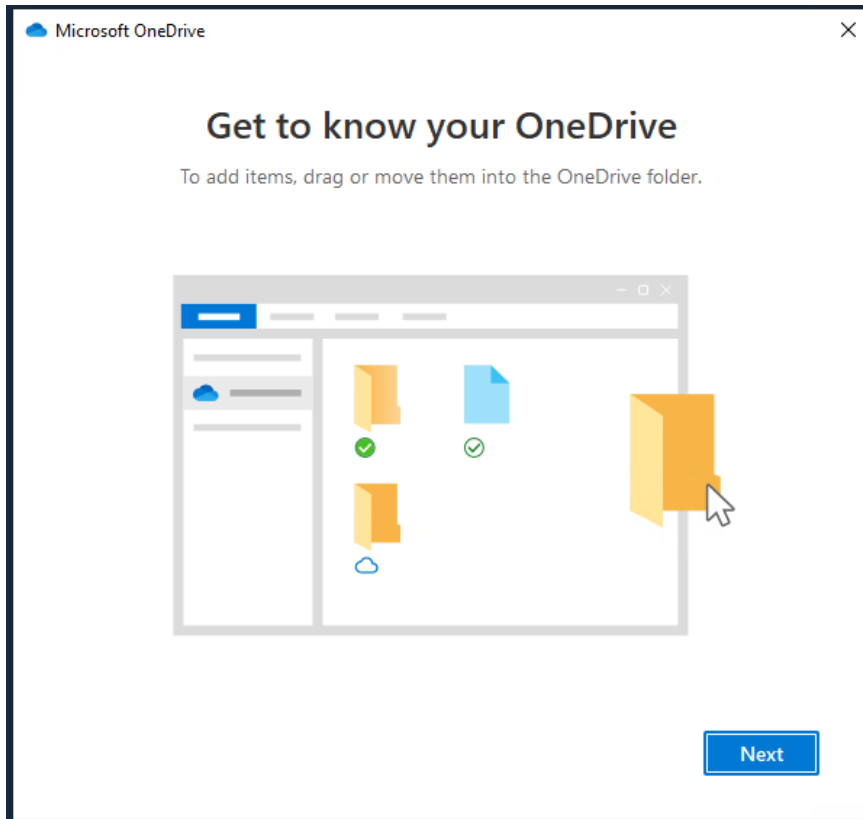 Microsoft OneDrive
Get to know your OneDrive
To add items, drag or move them into the OneDrive folder.
Next